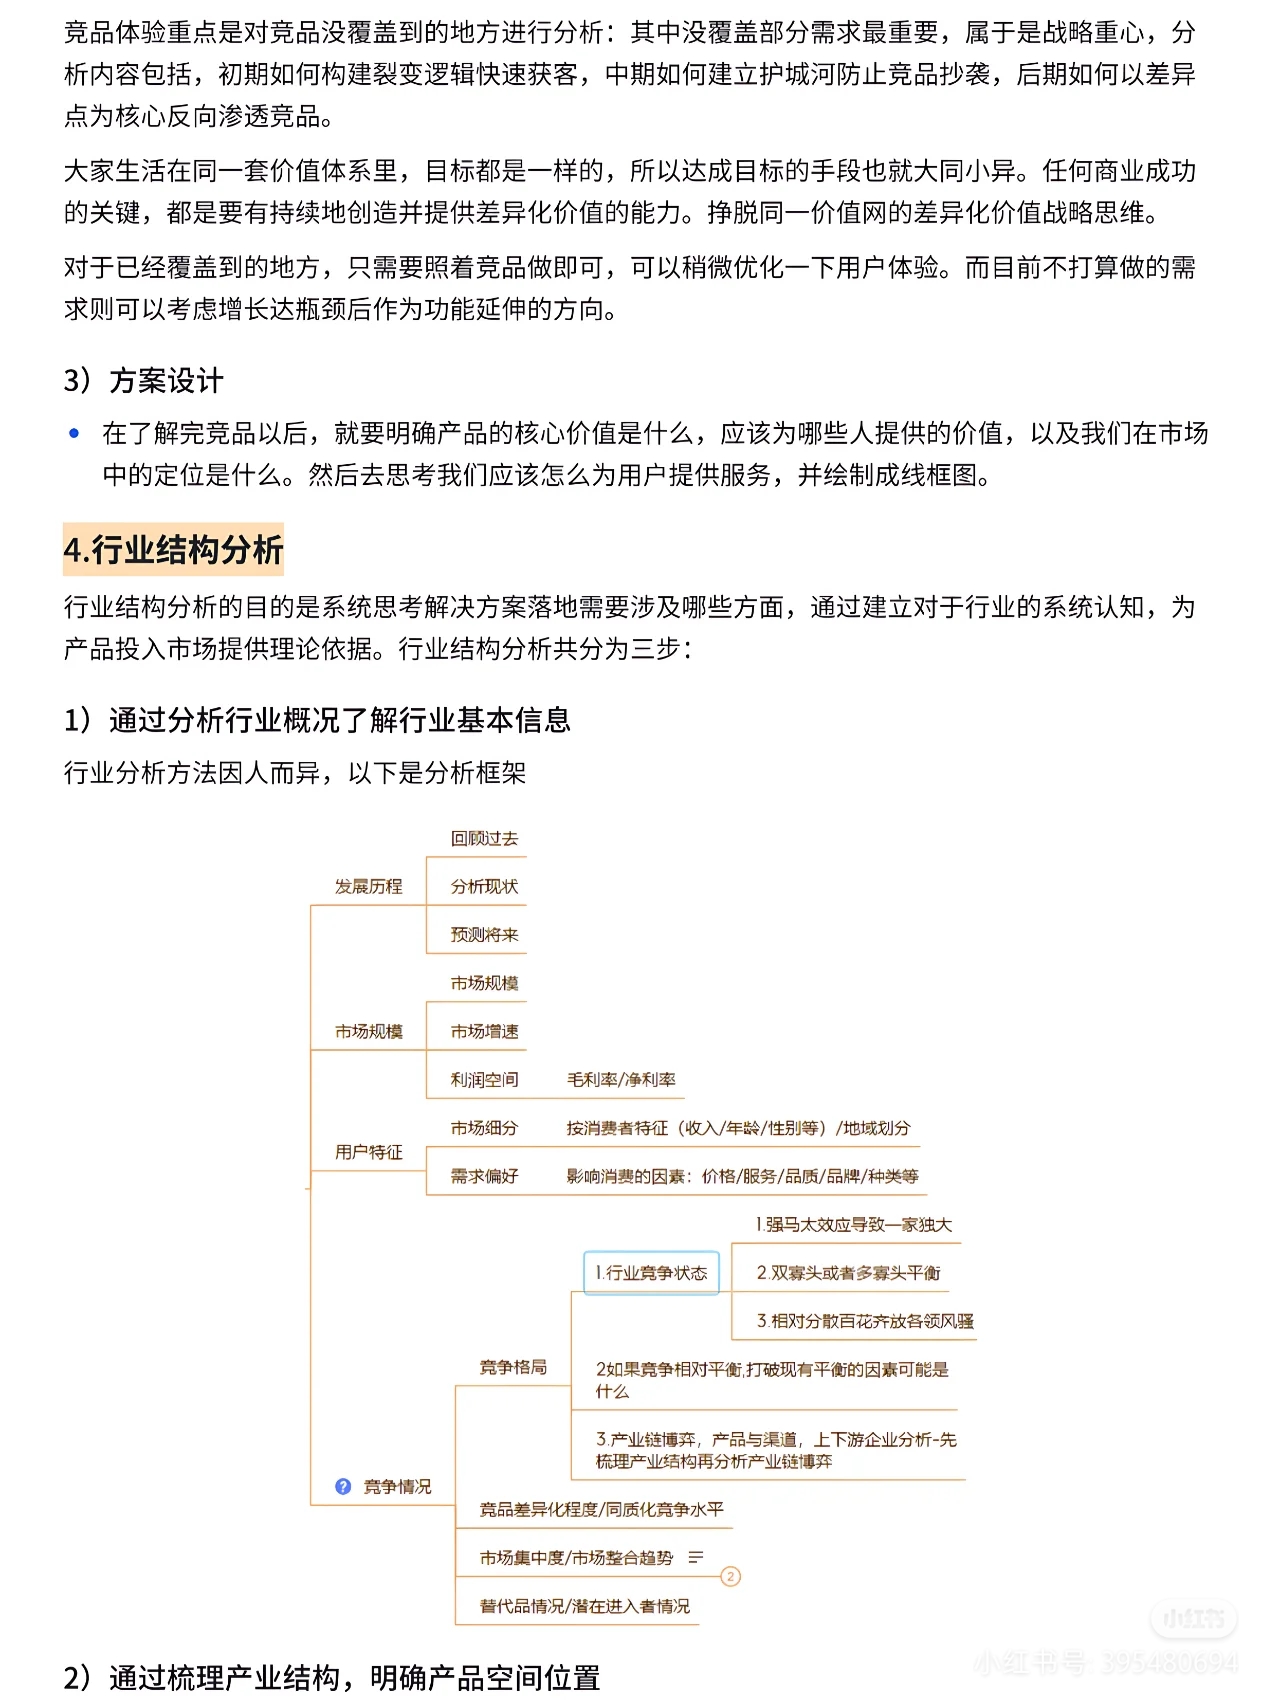 竞品体验重点是对竞品没覆盖到的地方进行分析：其中没覆盖部分需求最重要，属于是战略重心，分
析内容包括，初期如何构建裂变逻辑快速获客，中期如何建立护城河防止竞品抄袭，后期如何以差异
点为核心反向渗透竞品。
大家生活在同一套价值体系里，目标都是一样的，所以达成目标的手段也就大同小异。任何商业成功
的关键，都是要有持续地创造并提供差异化价值的能力。挣脱同一价值网的差异化价值战略思维。
对于已经覆盖到的地方，只需要照着竞品做即可，可以稍微优化一下用户体验。而目前不打算做的需
求则可以考虑增长达瓶颈后作为功能延伸的方向。
3）方案设计
• 在了解完竞品以后，就要明确产品的核心价值是什么，应该为哪些人提供的价值，以及我们在市场
中的定位是什么。然后去思考我们应该怎么为用户提供服务，并绘制成线框图。
4.行业结构分析
行业结构分析的目的是系统思考解决方案落地需要涉及哪些方面，通过建立对于行业的系统认知，为
产品投入市场提供理论依据。行业结构分析共分为三步：
1）通过分析行业概况了解行业基本信息
行业分析方法因人而异，以下是分析框架
发展历程
回顾过去
分析现状
预测将来
市场规模
市场规模
市场增速
利润空间
毛利率/净利率
用户特征
市场细分
按消费者特征（收入/年龄/性别等）/地域划分
需求偏好
影响消费的因素：价格/服务/品质/品牌/种类等
? 竞争情况
竞争格局
1.行业竞争状态
1.强马太效应导致一家独大
2.双寡头或者多寡头平衡
3.相对分散百花齐放各领风骚
2如果竞争相对平衡,打破现有平衡的因素可能是
什么
3.产业链博弈，产品与渠道，上下游企业分析-先
梳理产业结构再分析产业链博弈
竞品差异化程度/同质化竞争水平
市场集中度/市场整合趋势
2
替代品情况/潜在进入者情况
2）通过梳理产业结构，明确产品空间位置
小红书
小红书号: 395480694